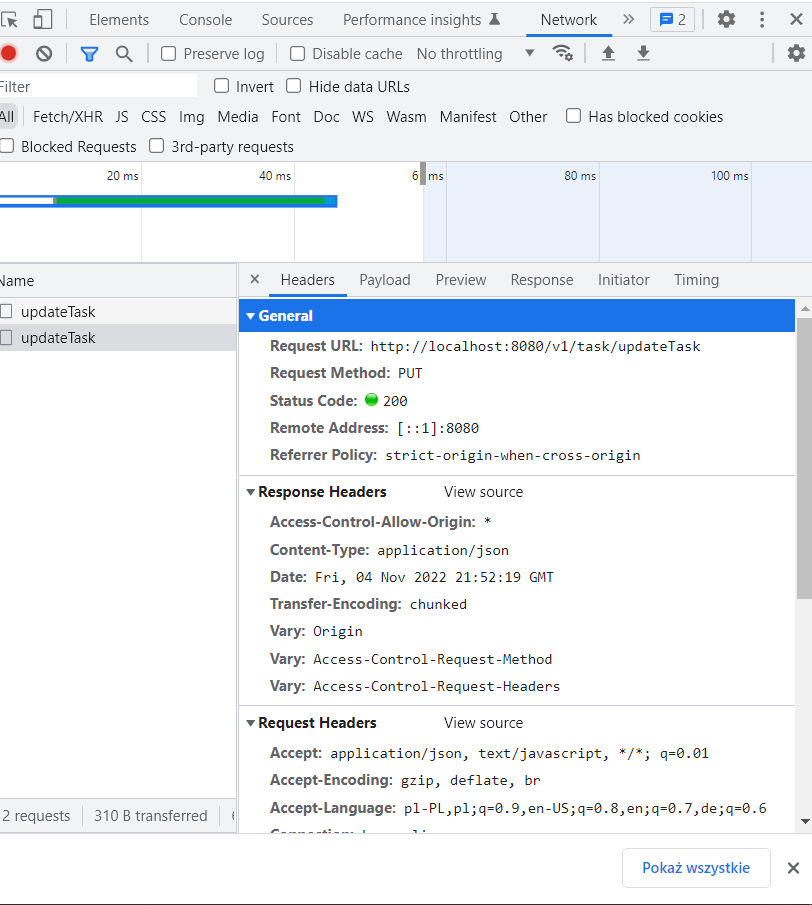 Elements Console Sources Performance insights Network 2
Preserve log Disable cache No throttling
Filter Invert Hide data URLs
All Fetch/XHR JS CSS Img Media Font Doc WS Wasm Manifest Other Has blocked cookies
Blocked Requests 3rd-party requests
20 ms 40 ms 6 ms 80 ms 100 ms
Name Headers Payload Preview Response Initiator Timing
updateTask
updateTask
General
Request URL: http://localhost:8080/v1/task/updateTask
Request Method: PUT
Status Code: 200
Remote Address: [::1]:8080
Referrer Policy: strict-origin-when-cross-origin
Response Headers View source
Access-Control-Allow-Origin: *
Content-Type: application/json
Date: Fri, 04 Nov 2022 21:52:19 GMT
Transfer-Encoding: chunked
Vary: Origin
Vary: Access-Control-Request-Method
Vary: Access-Control-Request-Headers
Request Headers View source
Accept: application/json, text/javascript, */*; q=0.01
Accept-Encoding: gzip, deflate, br
Accept-Language: pl-PL,pl;q=0.9,en-US;q=0.8,en;q=0.7,de;q=0.6
2 requests 310 B transferred
Pokaż wszystkie